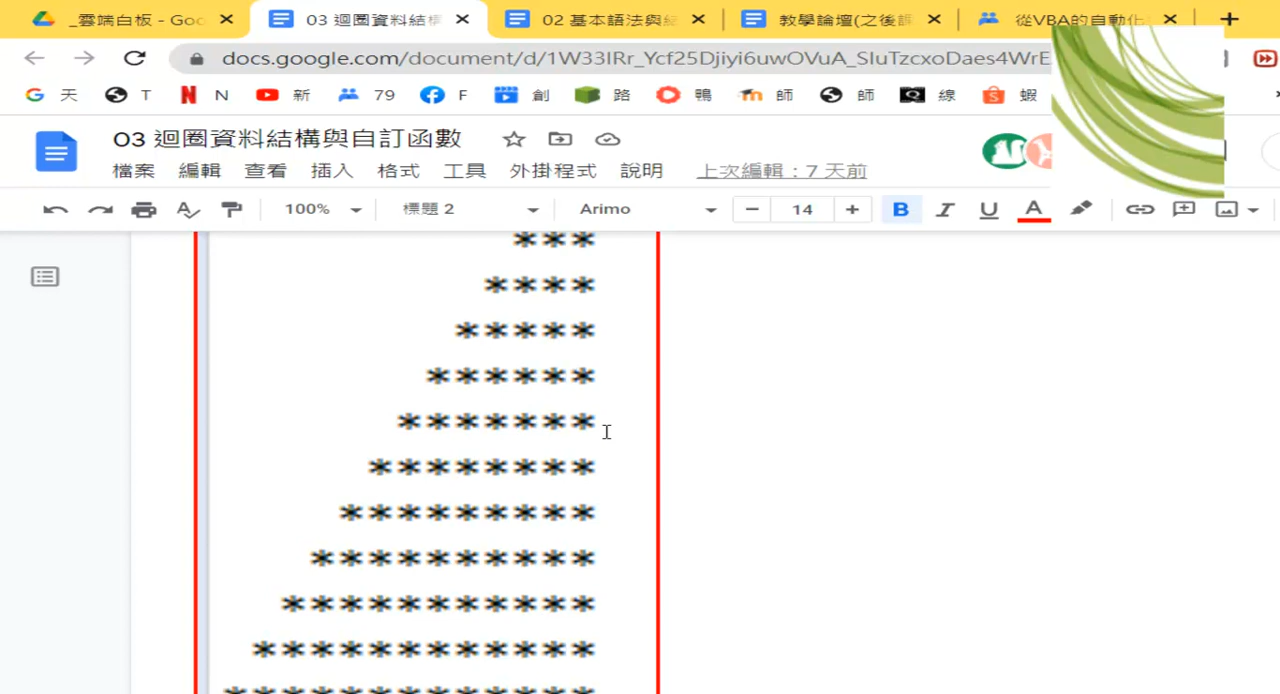 _雲端白板 - Goo
03 迴圈資料結構
02 基本語法與結
教學論壇(之後課
從VBA的自動化
docs.google.com/document/d/1W33IRr_Ycf25Djiyi6uwOVuA_SIuTzcxoDaes4WrE
天 T N 新 79 F 創 路 鴨 師 師 線 蝦
03 迴圈資料結構與自訂函數
檔案 編輯 查看 插入 格式 工具 外掛程式 說明 上次編輯：7 天前
100% 標題 2 Arimo 14 B I U A
***
****
*****
******
*******
********
*********
**********
***********
************
*************